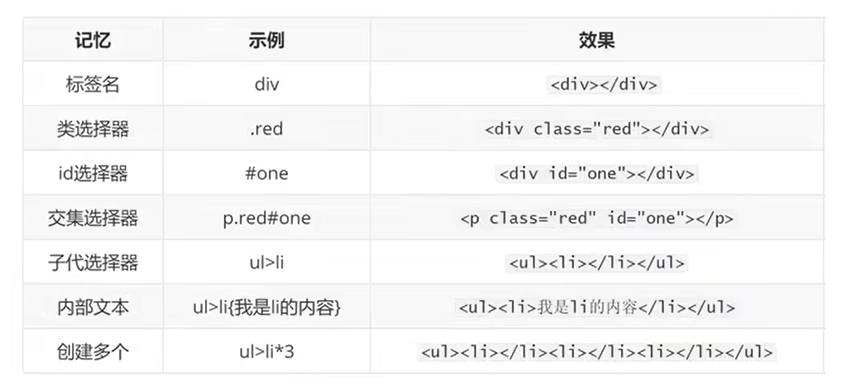 记忆 示例 效果
标签名 div <div></div>
类选择器 .red <div class="red"></div>
id选择器 #one <div id="one"></div>
交集选择器 p.red#one <p class="red" id="one"></p>
子代选择器 ul>li <ul><li></li></ul>
内部文本 ul>li{我是li的内容} <ul><li>我是li的内容</li></ul>
创建多个 ul>li*3 <ul><li></li><li></li><li></li></ul>